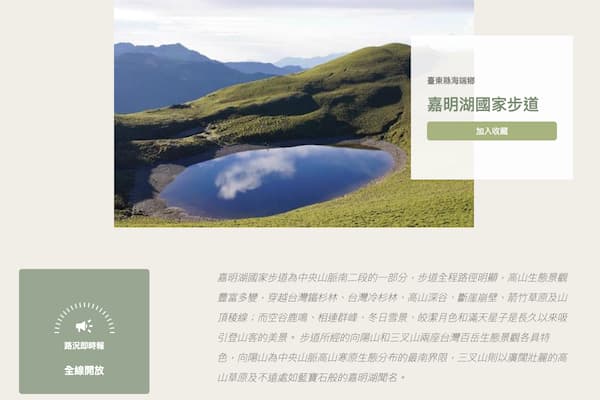 臺東縣海端鄉
嘉明湖國家步道
加入收藏
嘉明湖國家步道為中央山脈南二段的一部分，步道全程路徑明顯，高山生態景觀
豐富多變，穿越台灣鐵杉林、台灣冷杉林、高山深谷、斷崖崩壁、箭竹草原及山
頂稜線；而空谷鹿鳴、相連群峰、冬日雪景、皎潔月色和滿天星子是長久以來吸
引登山客的美景。 步道所經的向陽山和三叉山兩座台灣百岳生態景觀各具特
色，向陽山為中央山脈高山寒原生態分布的最南界限，三叉山則以廣闊壯麗的高
山草原及不遠處如藍寶石般的嘉明湖聞名。
路況即時報
全線開放